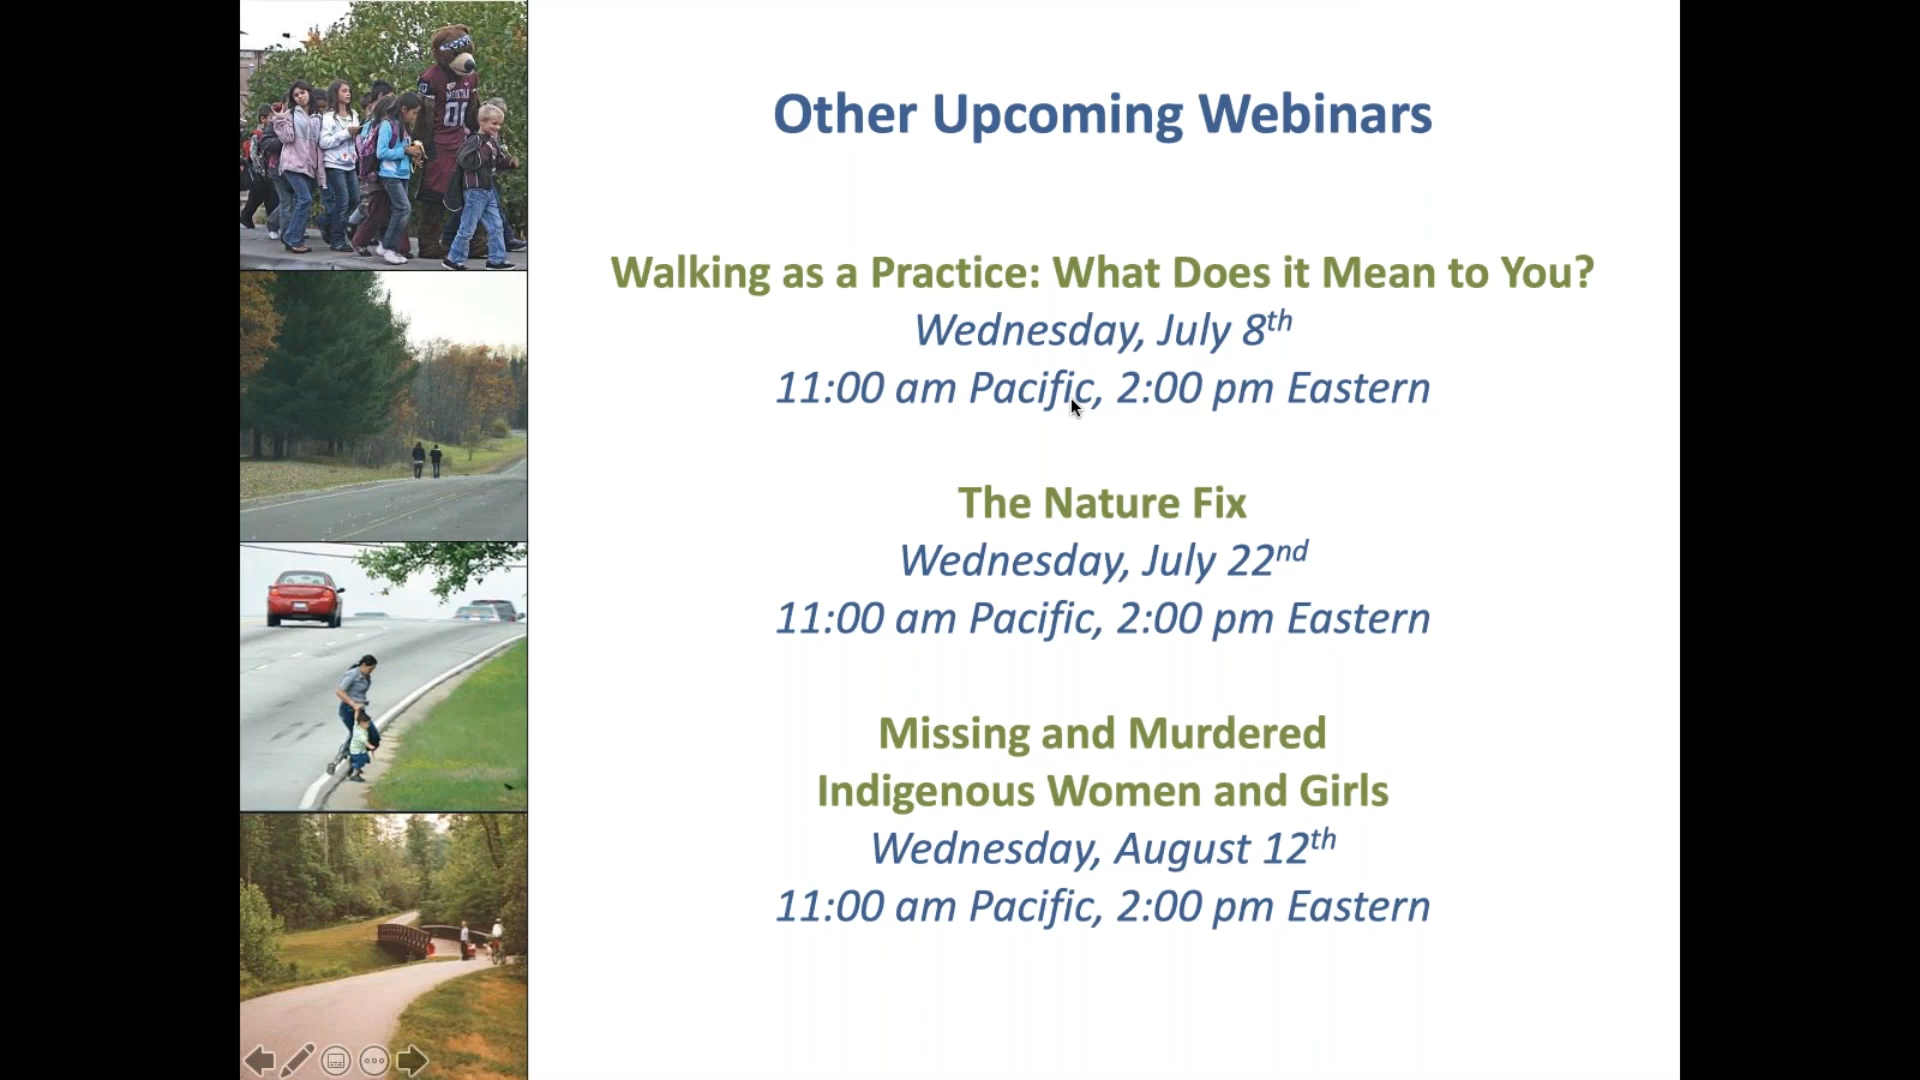 Other Upcoming Webinars
Walking as a Practice: What Does it Mean to You?
Wednesday, July 8th
11:00 am Pacific, 2:00 pm Eastern
The Nature Fix
Wednesday, July 22nd
11:00 am Pacific, 2:00 pm Eastern
Missing and Murdered
Indigenous Women and Girls
Wednesday, August 12th
11:00 am Pacific, 2:00 pm Eastern